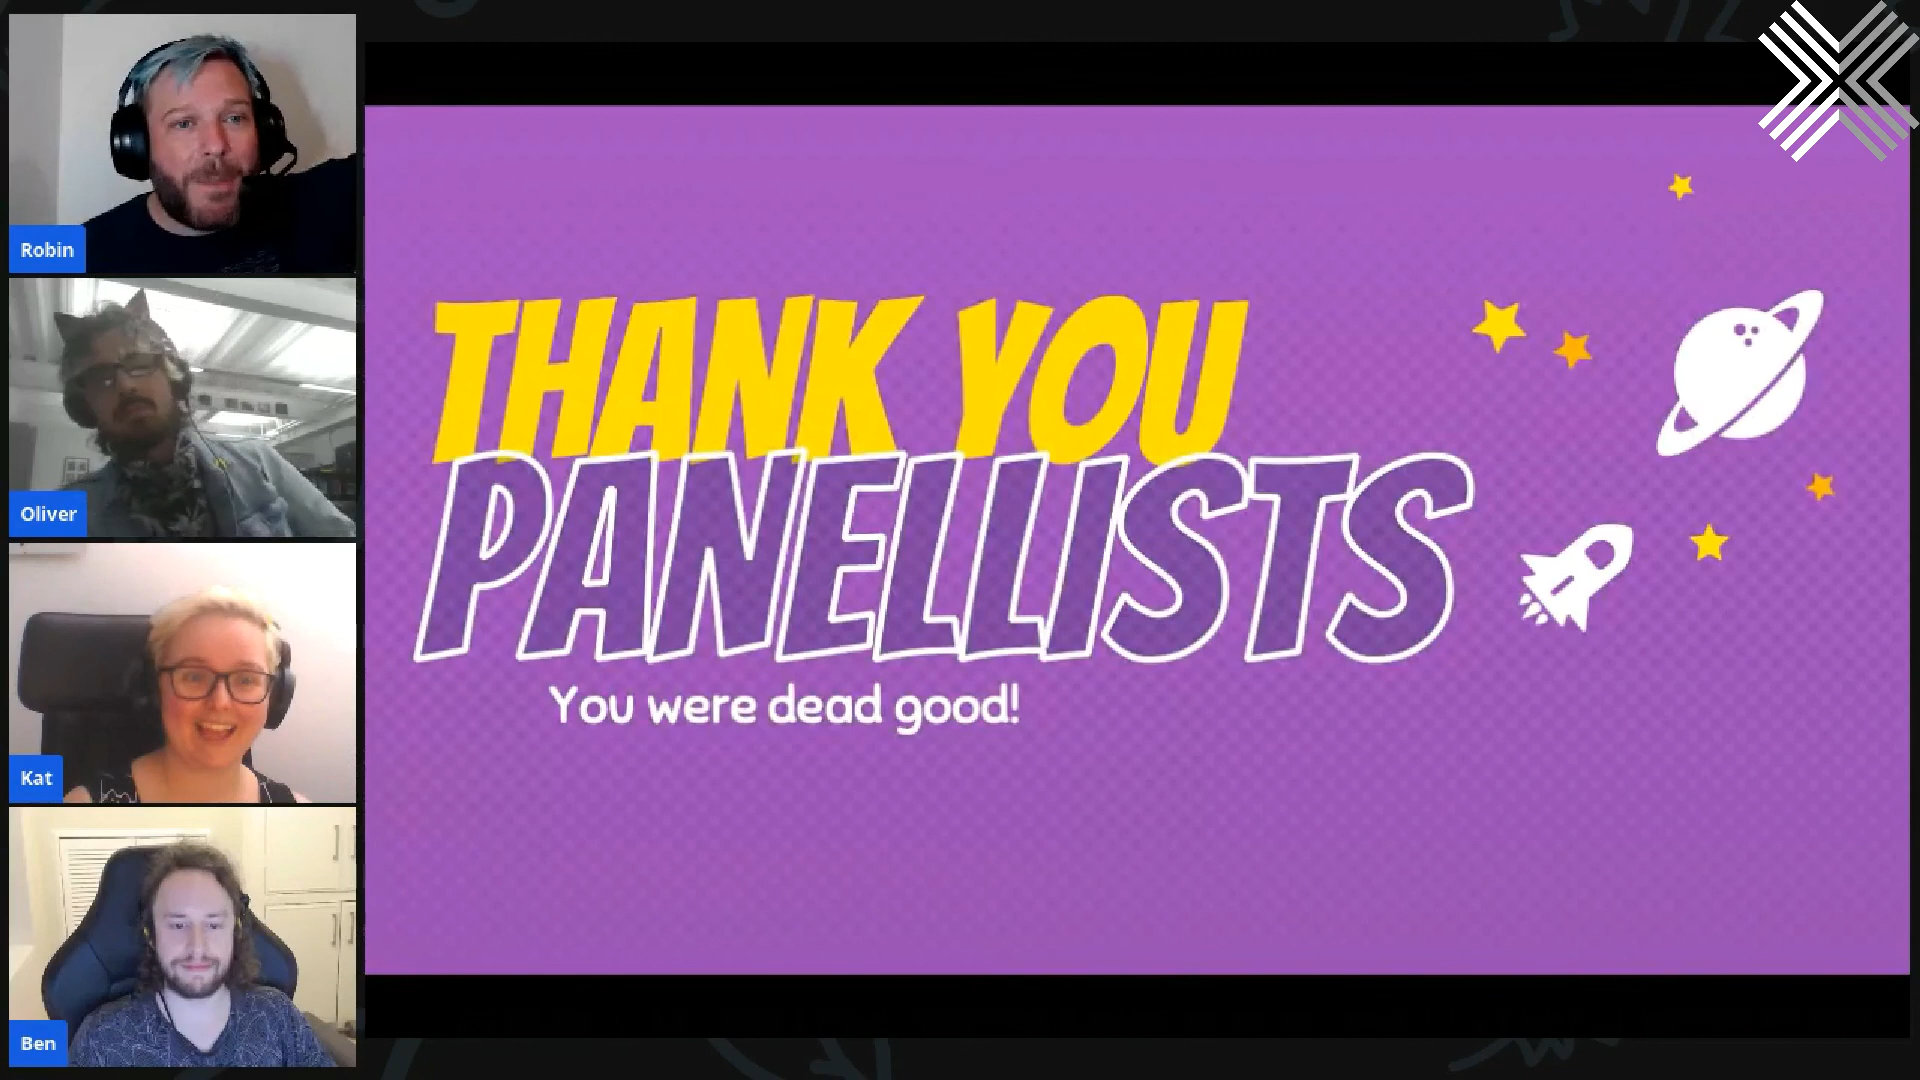 Robin
Oliver
Kat
Ben
THANK YOU
PANELLISTS
You were dead good!